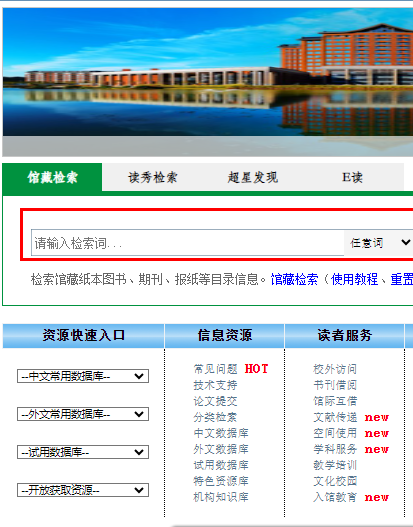 馆藏检索 读秀检索 超星发现 E读
请输入检索词... 任意词
检索馆藏纸本图书、期刊、报纸等目录信息。馆藏检索（使用教程、重置
资源快速入口 信息资源 读者服务
--中文常用数据库--
--外文常用数据库--
--试用数据库--
--开放获取资源--
常见问题 HOT
技术支持
论文提交
分类检索
中文数据库
外文数据库
试用数据库
特色资源库
机构知识库
校外访问
书刊借阅
馆际互借
文献传递 new
空间使用 new
学科服务 new
教学培训
文化校园
入馆教育 new